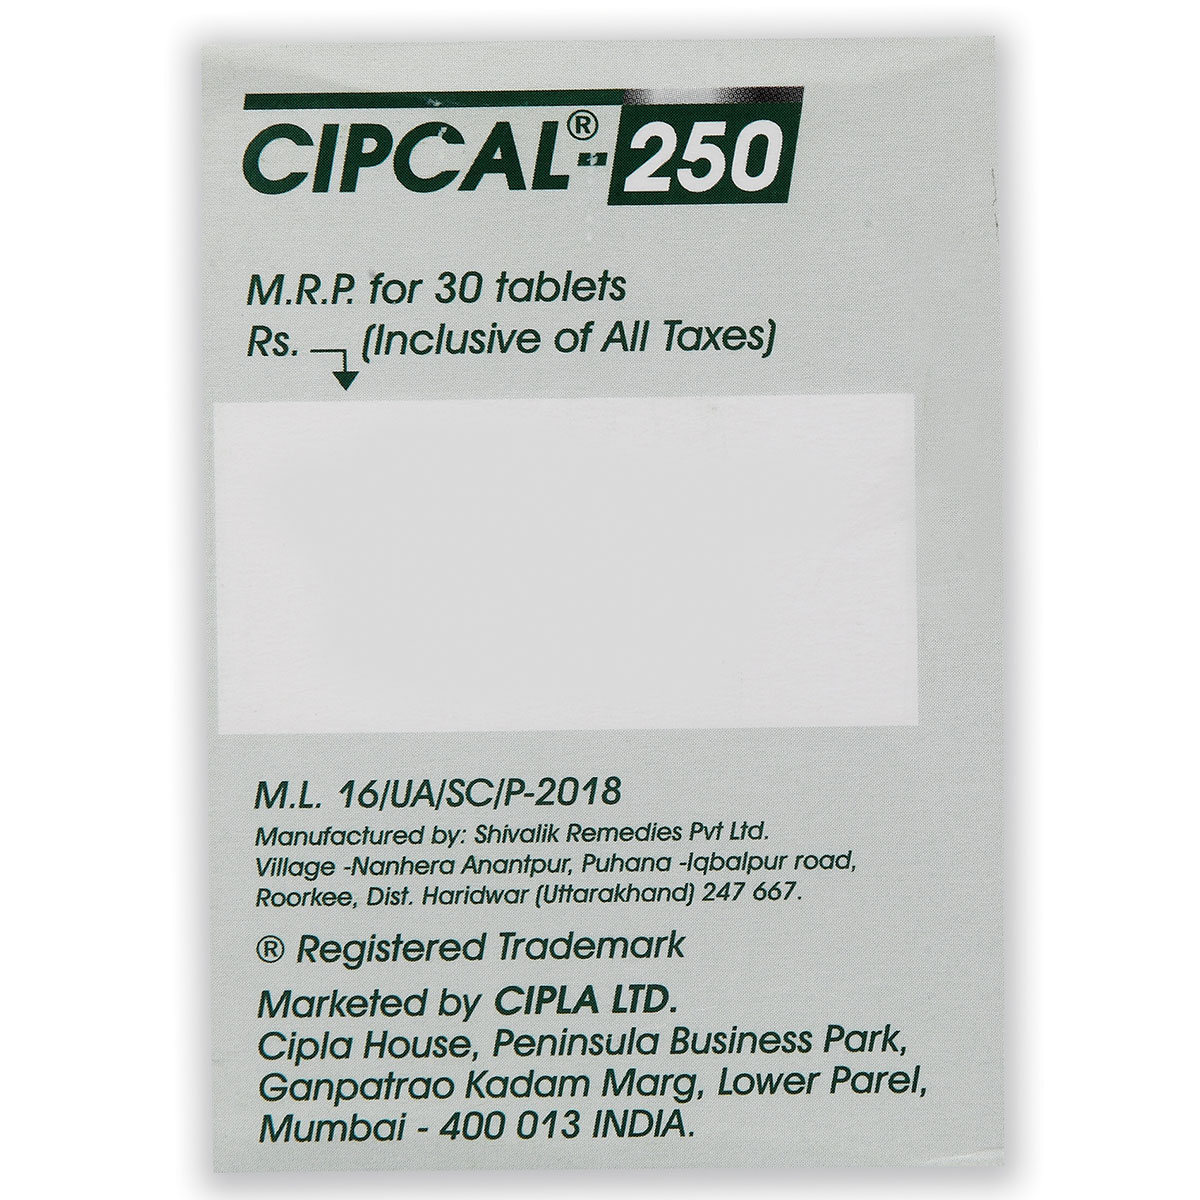 CIPCAL®-250
M.R.P. for 30 tablets
Rs. (Inclusive of All Taxes)
M.L. 16/UA/SC/P-2018
Manufactured by: Shivalik Remedies Pvt Ltd.
Village -Nanhera Anantpur, Puhana -Iqbalpur road,
Roorkee, Dist. Haridwar (Uttarakhand) 247 667.
® Registered Trademark
Marketed by CIPLA LTD.
Cipla House, Peninsula Business Park,
Ganpatrao Kadam Marg, Lower Parel,
Mumbai - 400 013 INDIA.